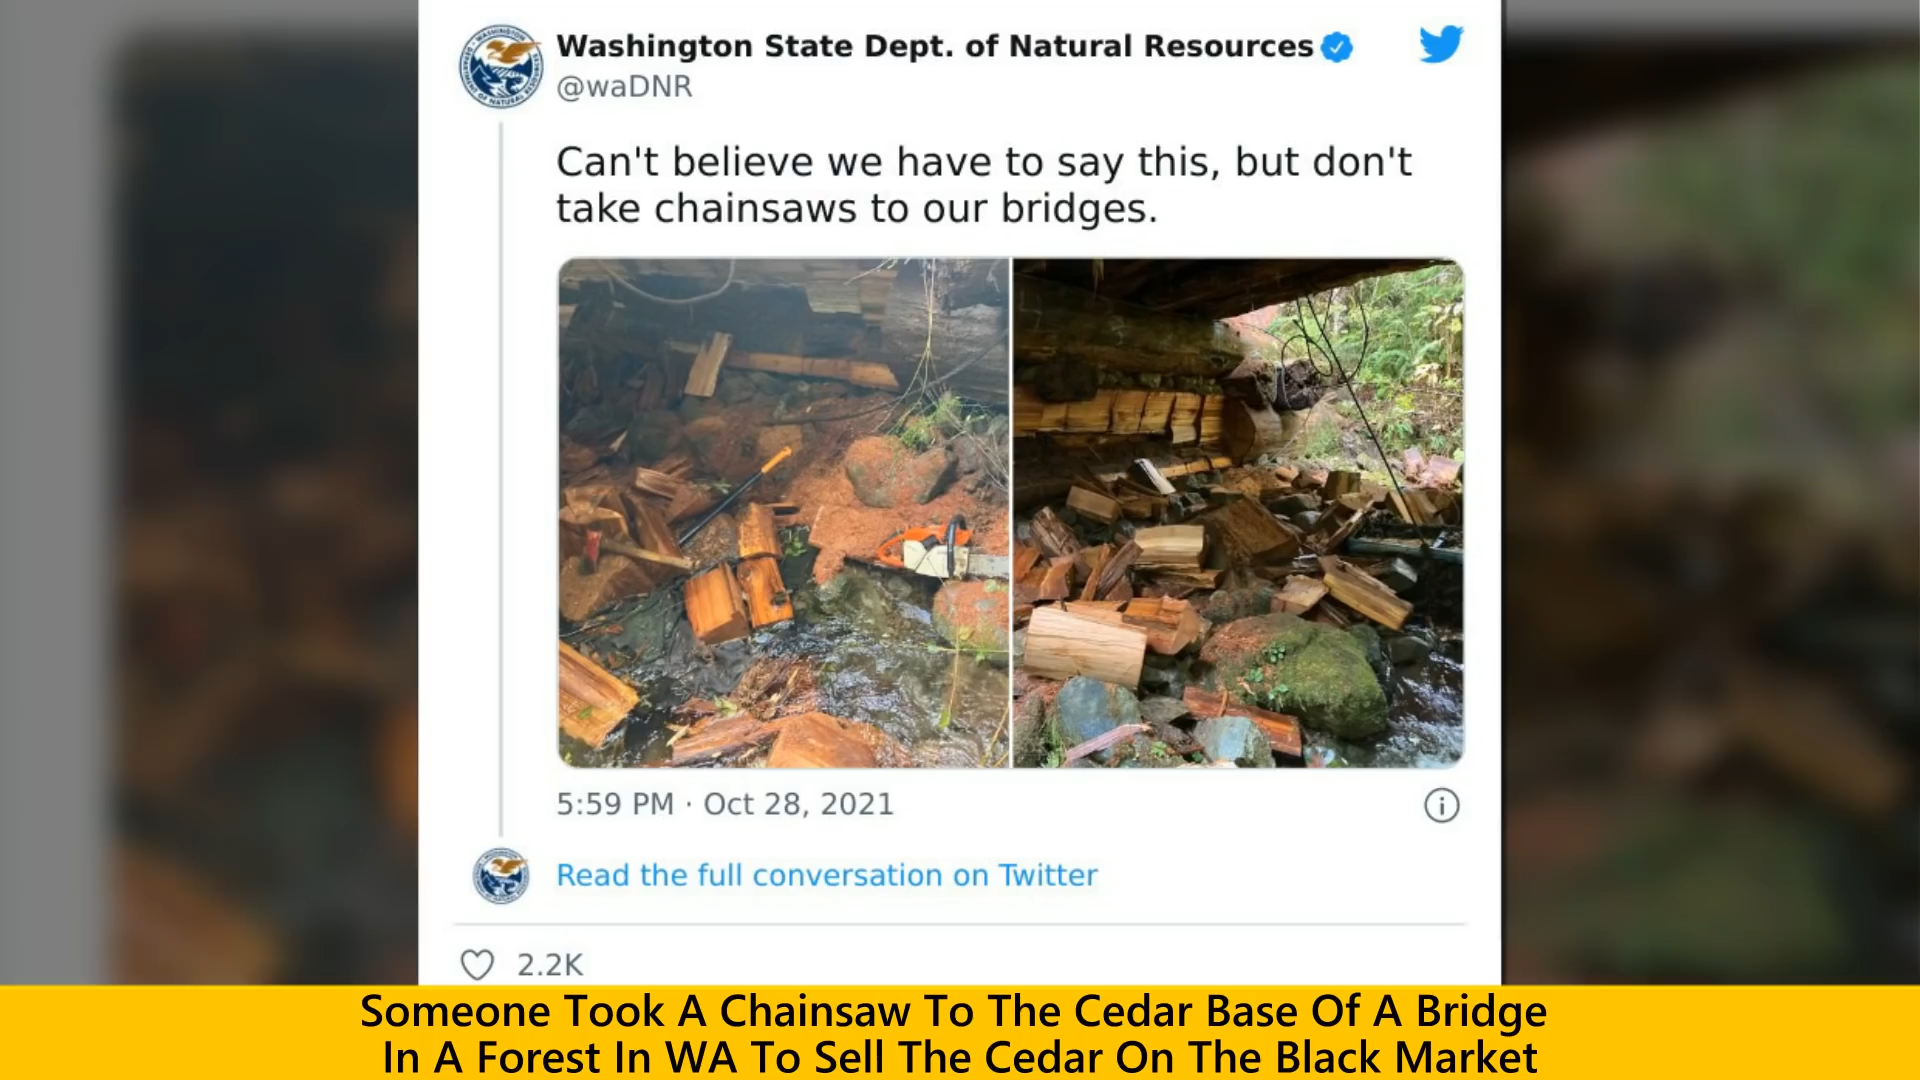 Washington State Dept. of Natural Resources
@waDNR
Can't believe we have to say this, but don't
take chainsaws to our bridges.
5:59 PM · Oct 28, 2021
Read the full conversation on Twitter
2.2K
Someone Took A Chainsaw To The Cedar Base Of A Bridge
In A Forest In WA To Sell The Cedar On The Black Market